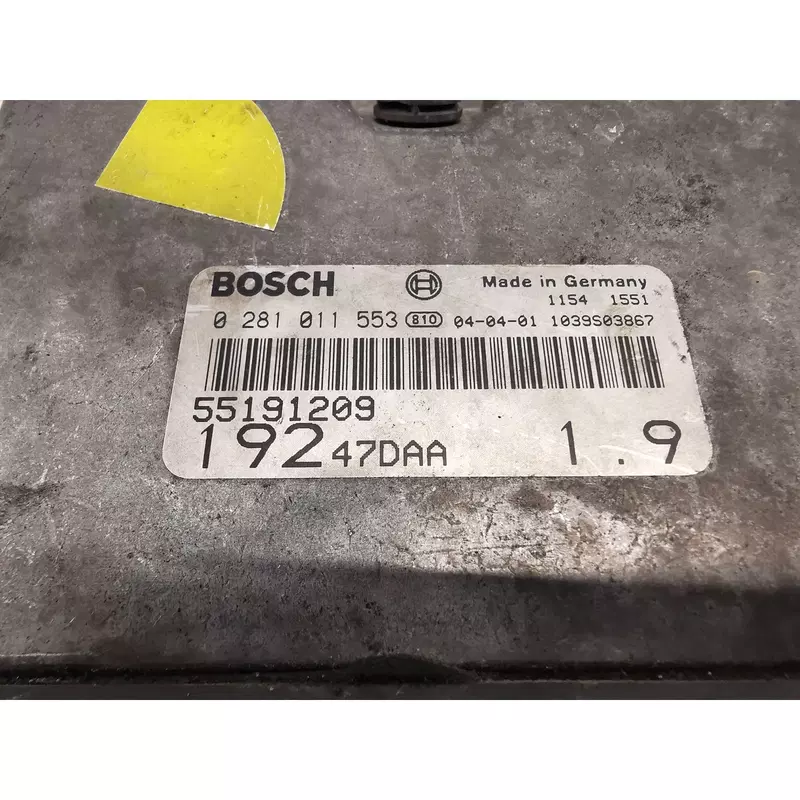 BOSCH Made in Germany
1154 1551
0 281 011 553 810 04-04-01 1039S03867
55191209
192 47DAA 1.9